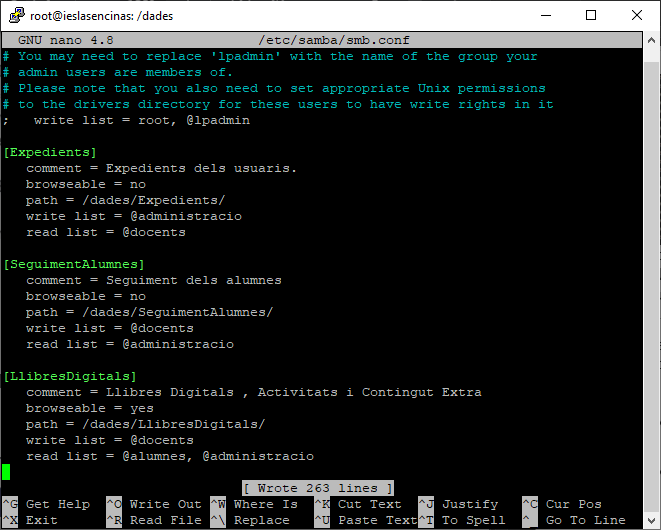 root@ieslasencinas: /dades
GNU nano 4.8 /etc/samba/smb.conf
# You may need to replace 'lpadmin' with the name of the group your
# admin users are members of.
# Please note that you also need to set appropriate Unix permissions
# to the drivers directory for these users to have write rights in it
;   write list = root, @lpadmin

[Expedients]
   comment = Expedients dels usuaris.
   browseable = no
   path = /dades/Expedients/
   write list = @administracio
   read list = @docents

[SeguimentAlumnes]
   comment = Seguiment dels alumnes
   browseable = no
   path = /dades/SeguimentAlumnes/
   write list = @docents
   read list = @administracio

[LlibresDigitals]
   comment = Llibres Digitals , Activitats i Contingut Extra
   browseable = yes
   path = /dades/LlibresDigitals/
   write list = @docents
   read list = @alumnes, @administracio

[ Wrote 263 lines ]
^G Get Help  ^O Write Out ^W Where Is  ^K Cut Text  ^J Justify  ^C Cur Pos
^X Exit  ^R Read File ^\ Replace  ^U Paste Text^T To Spell  ^_ Go To Line